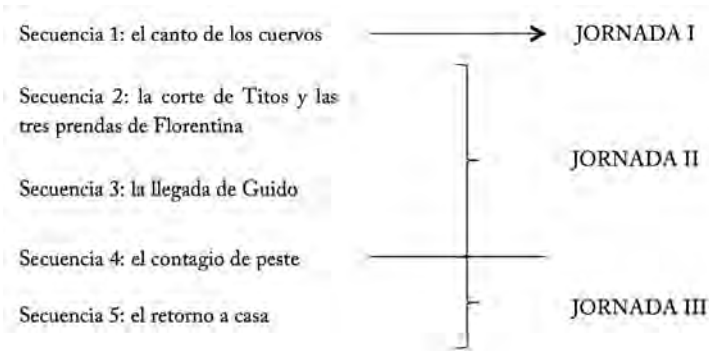 Secuencia 1: el canto de los cuervos
JORNADA I
Secuencia 2: la corte de Titos y las
tres prendas de Florentina
JORNADA II
Secuencia 3: la llegada de Guido
Secuencia 4: el contagio de peste
Secuencia 5: el retorno a casa
JORNADA III